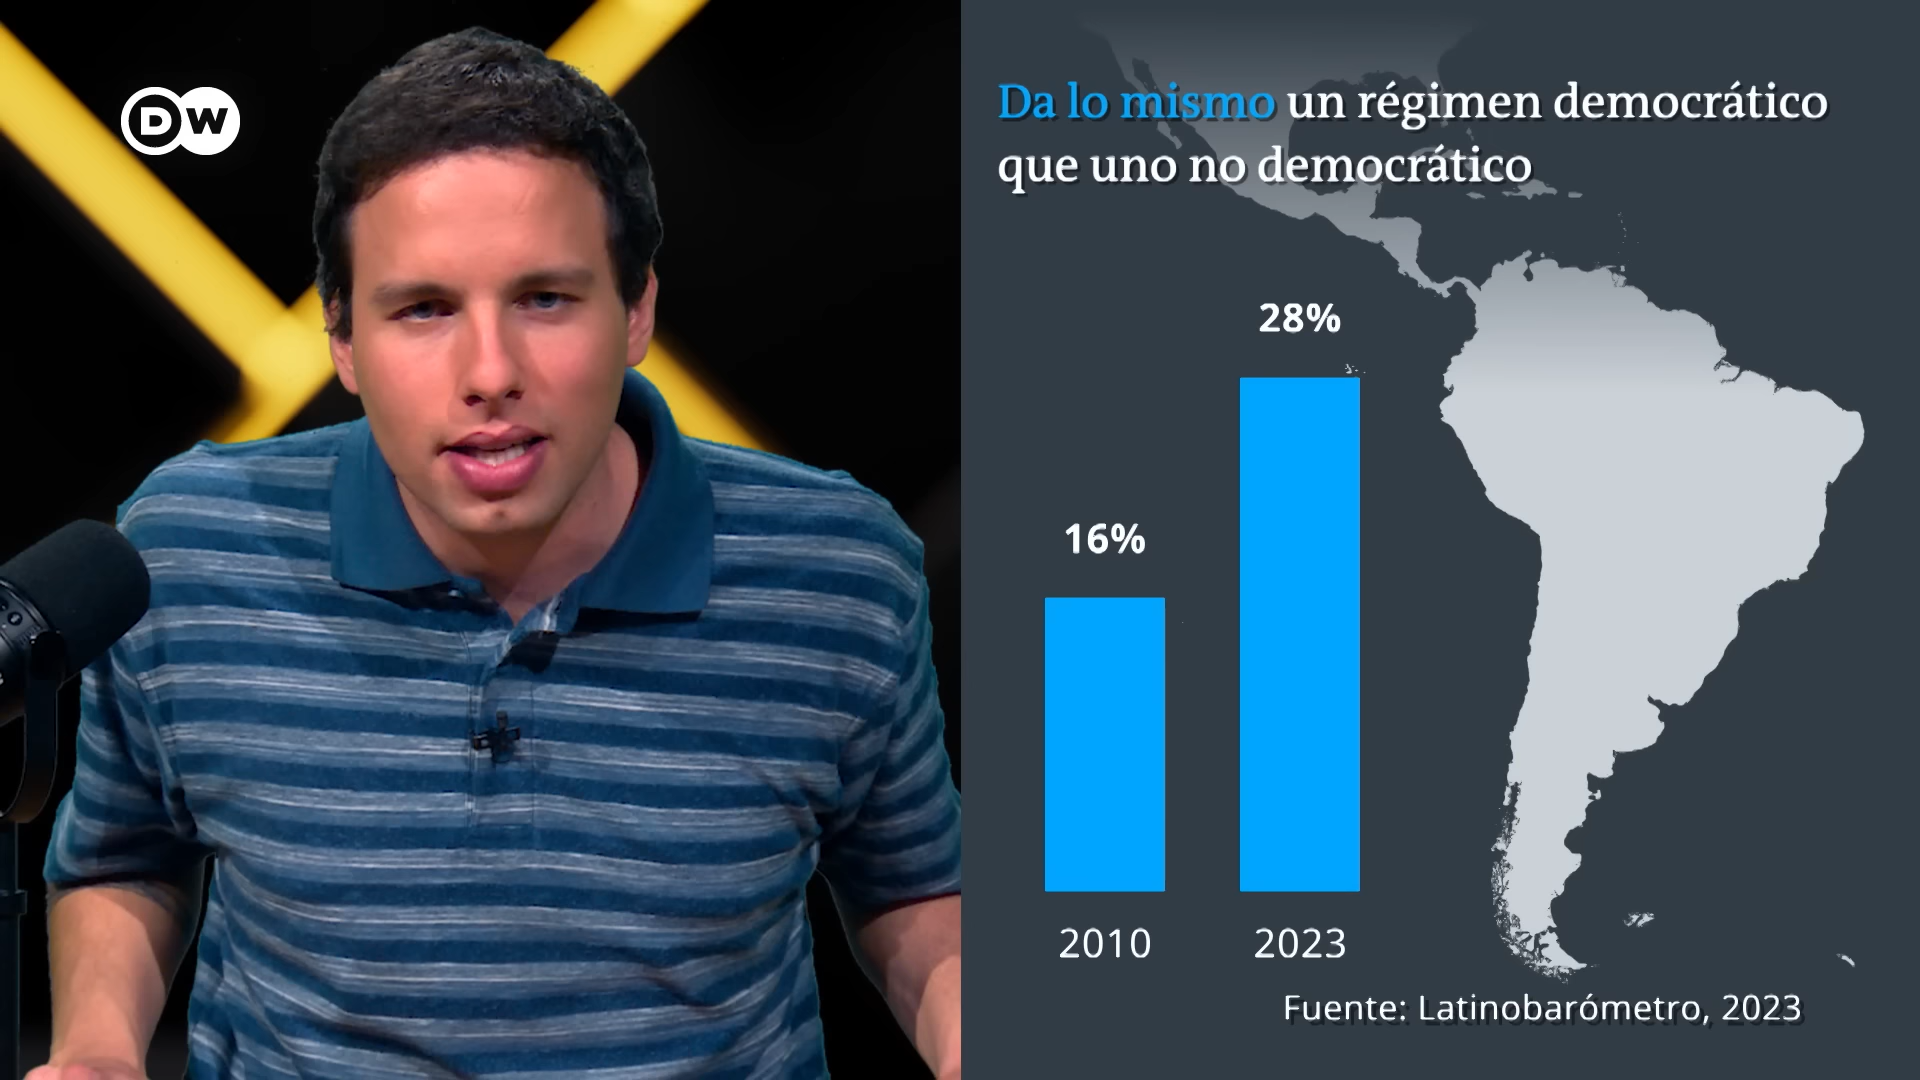 DW
Da lo mismo un régimen democrático
que uno no democrático
28%
16%
2010 2023
Fuente: Latinobarómetro, 2023